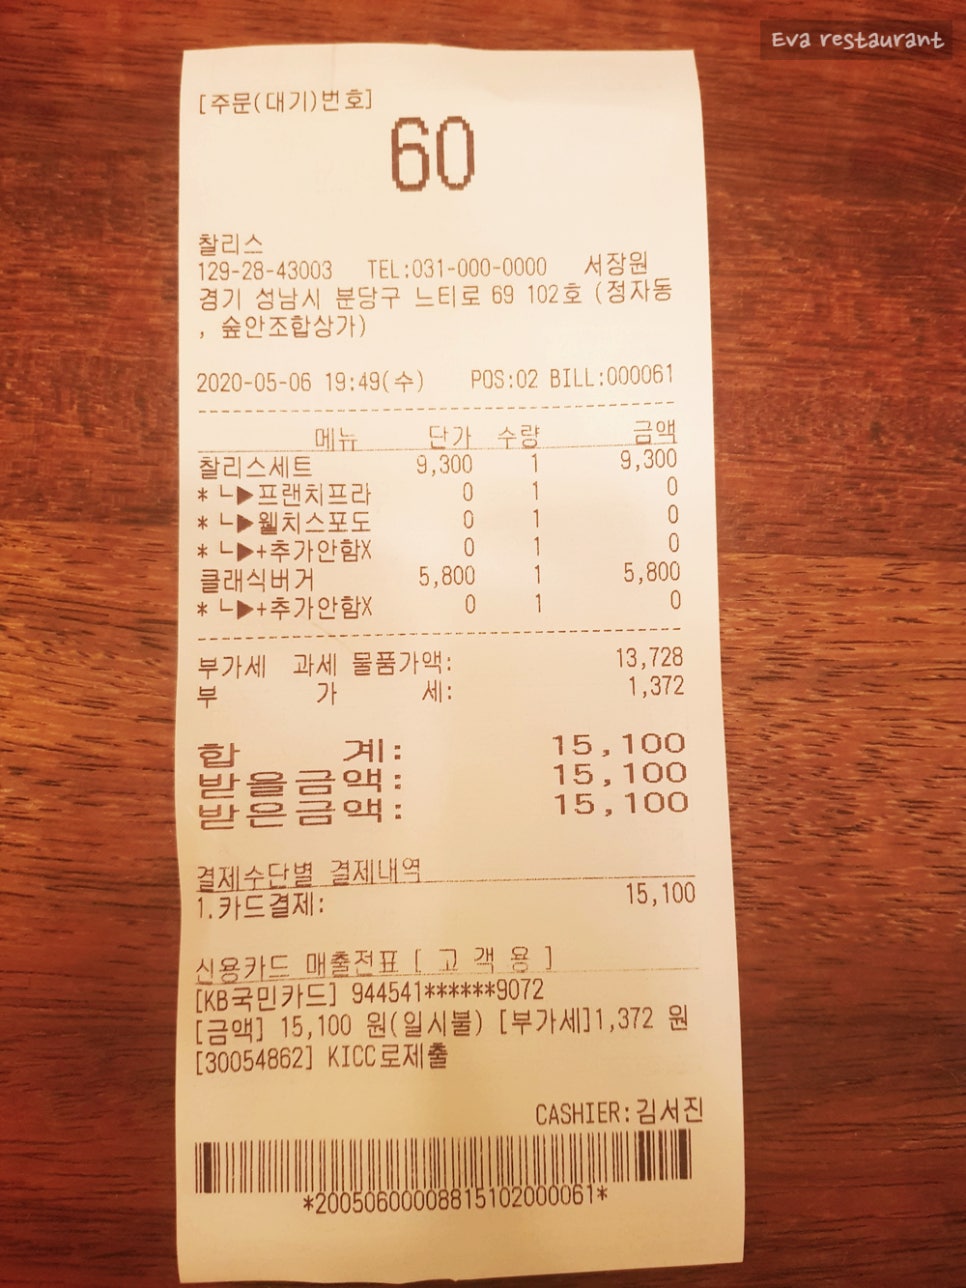 Eva restaurant
[주문(대기)번호]
60
찰리스
129-28-43003 TEL:031-000-0000 서장원
경기 성남시 분당구 느티로 69 102호 (정자동
, 숲안조합상가)
2020-05-06 19:49(수) POS:02 BILL:000061
메뉴 단가 수량 금액
찰리스세트 9,300 1 9,300
* └▶프랜치프라 0 1 0
* └▶웰치스포도 0 1 0
* └▶+추가안함X 0 1 0
클래식버거 5,800 1 5,800
* └▶+추가안함X 0 1 0
부가세 과세 물품가액: 13,728
부 가 세: 1,372
합 계: 15,100
받을금액: 15,100
받은금액: 15,100
결제수단별 결제내역
1.카드결제: 15,100
신용카드 매출전표 [ 고 객 용 ]
[KB국민카드] 944541******9072
[금액] 15,100 원(일시불) [부가세]1,372 원
[30054862] KICC로제출
CASHIER:김서진
*20050600008815102000061*